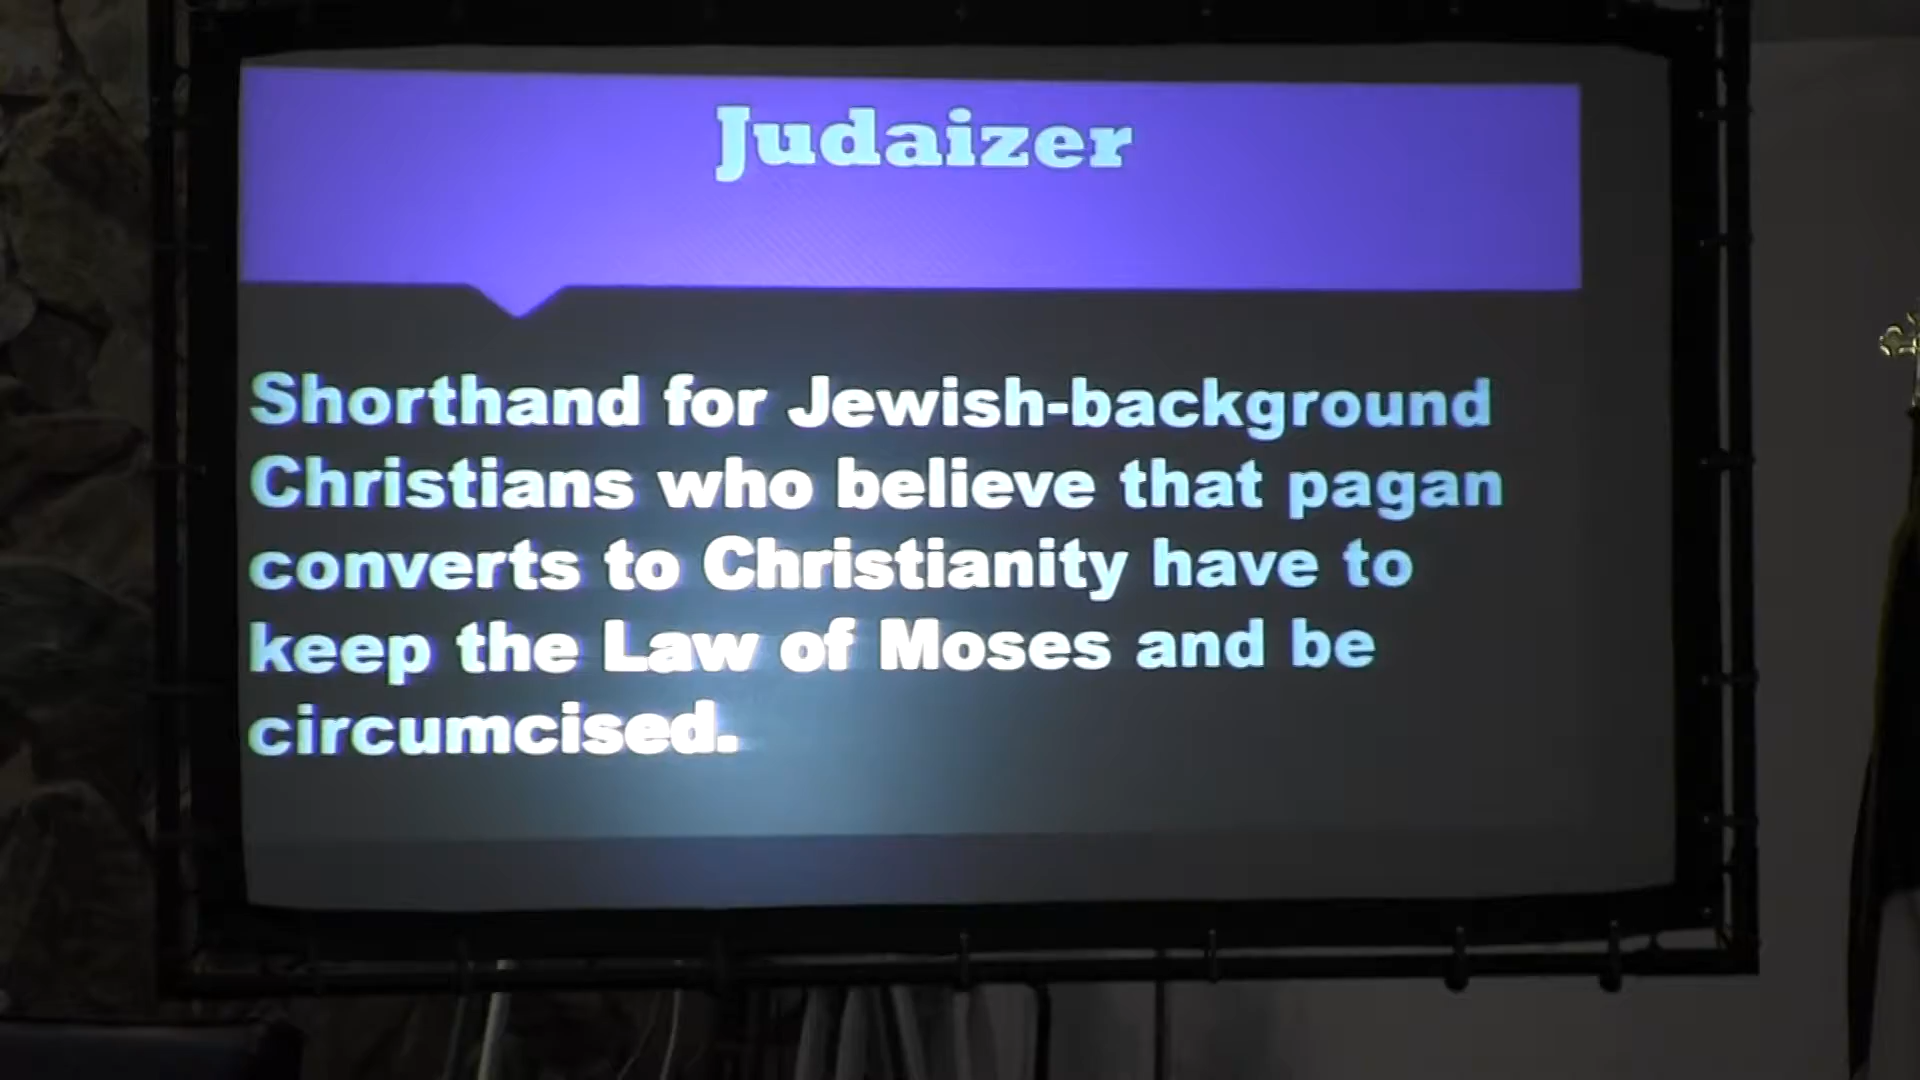 Judaizer
Shorthand for Jewish-background
Christians who believe that pagan
converts to Christianity have to
keep the Law of Moses and be
circumcised.